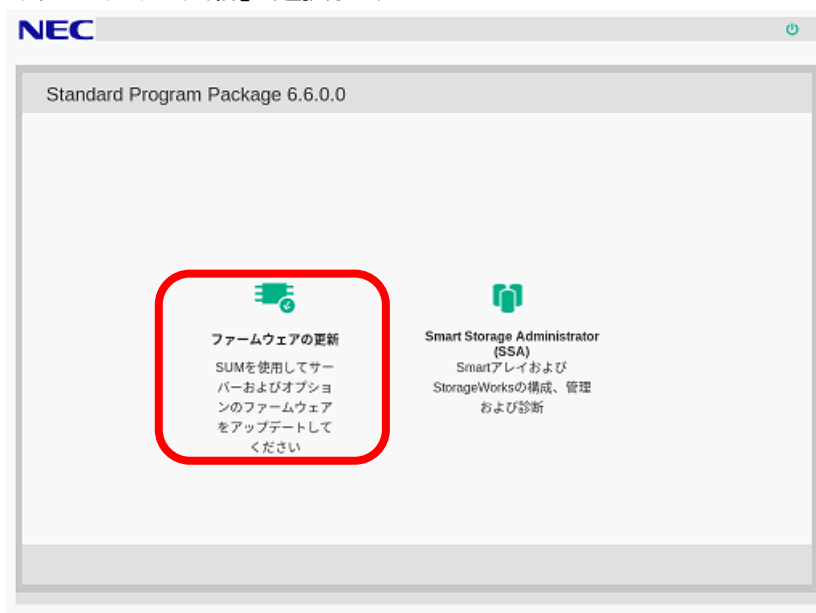 NEC
Standard Program Package 6.6.0.0
ファームウェアの更新
SUMを使用してサー
バーおよびオプショ
ンのファームウェア
をアップデートして
ください
Smart Storage Administrator
(SSA)
Smartアレイおよび
StorageWorksの構成、管理
および診断